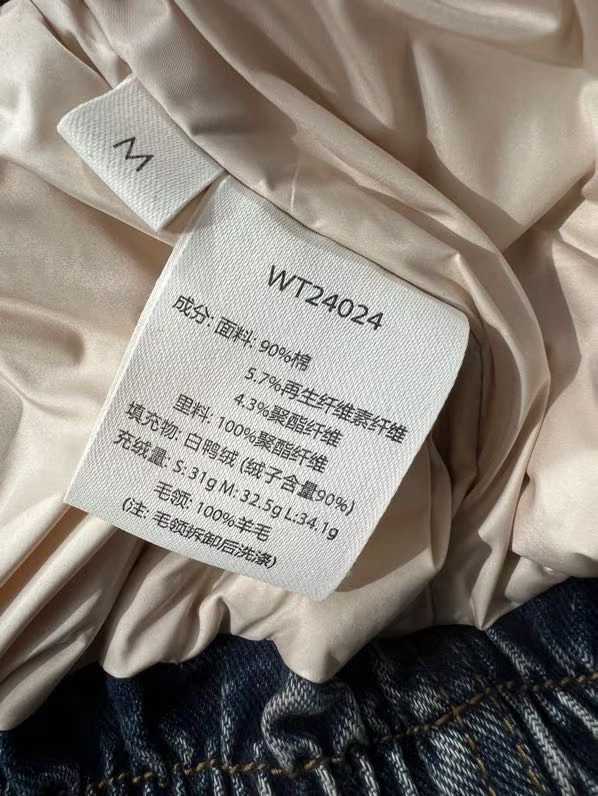 M
WT24024
成分: 面料: 90%棉
5.7%再生纤维素纤维
4.3%聚酯纤维
里料: 100%聚酯纤维
填充物: 白鸭绒 (绒子含量90%)
充绒量: S:31g M:32.5g L:34.1g
毛领: 100%羊毛
(注: 毛领拆卸后洗涤)